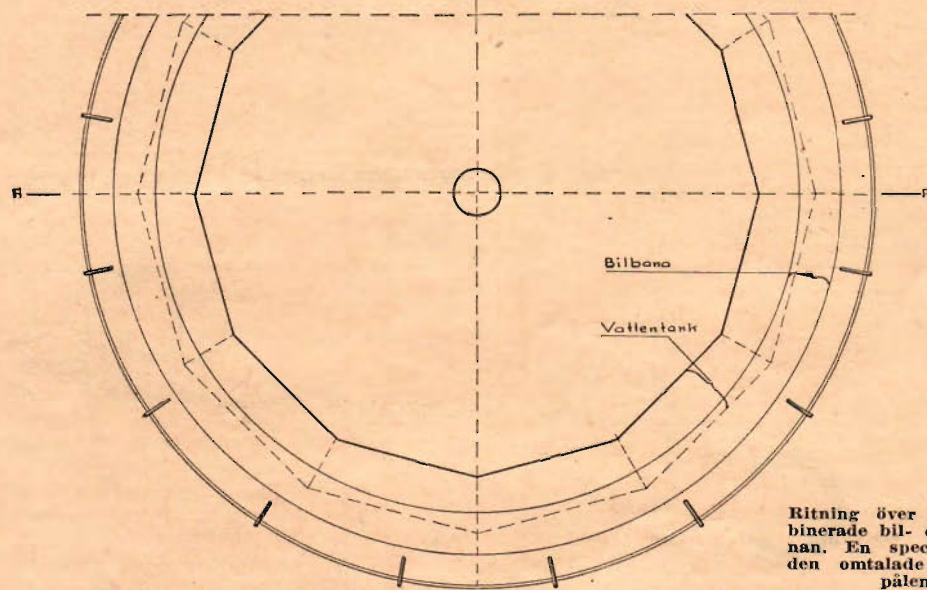 Bilbana
Vattentank
Ritning över
binerade bil- 
nan. En spec
den omtalade
pålen